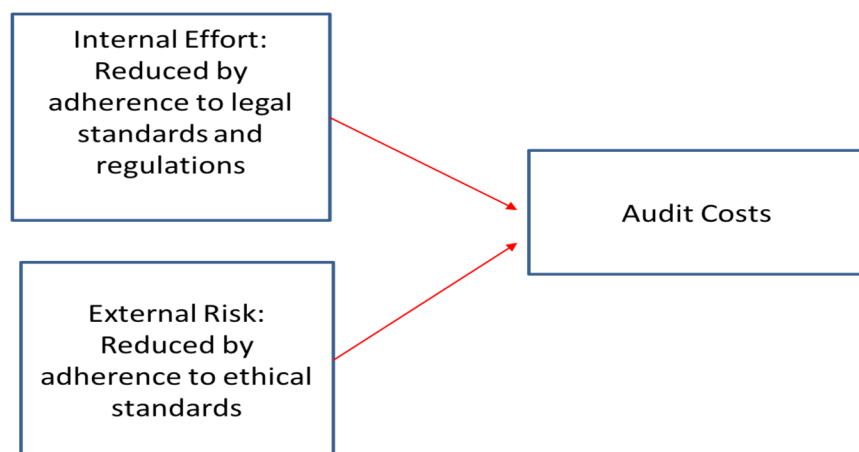 Internal Effort:
Reduced by
adherence to legal
standards and
regulations
External Risk:
Reduced by
adherence to ethical
standards
Audit Costs